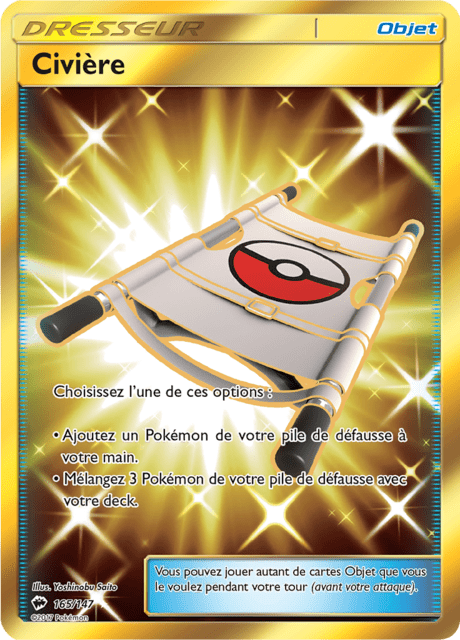 DRESSEUR
Objet
Civière
Choisissez l'une de ces options :
• Ajoutez un Pokémon de votre pile de défausse à
votre main.
• Mélangez 3 Pokémon de votre pile de défausse avec
votre deck.
Illus. Yoshinobu Saito
165/147
©2017 Pokémon
Vous pouvez jouer autant de cartes Objet que vous
le voulez pendant votre tour (avant votre attaque).